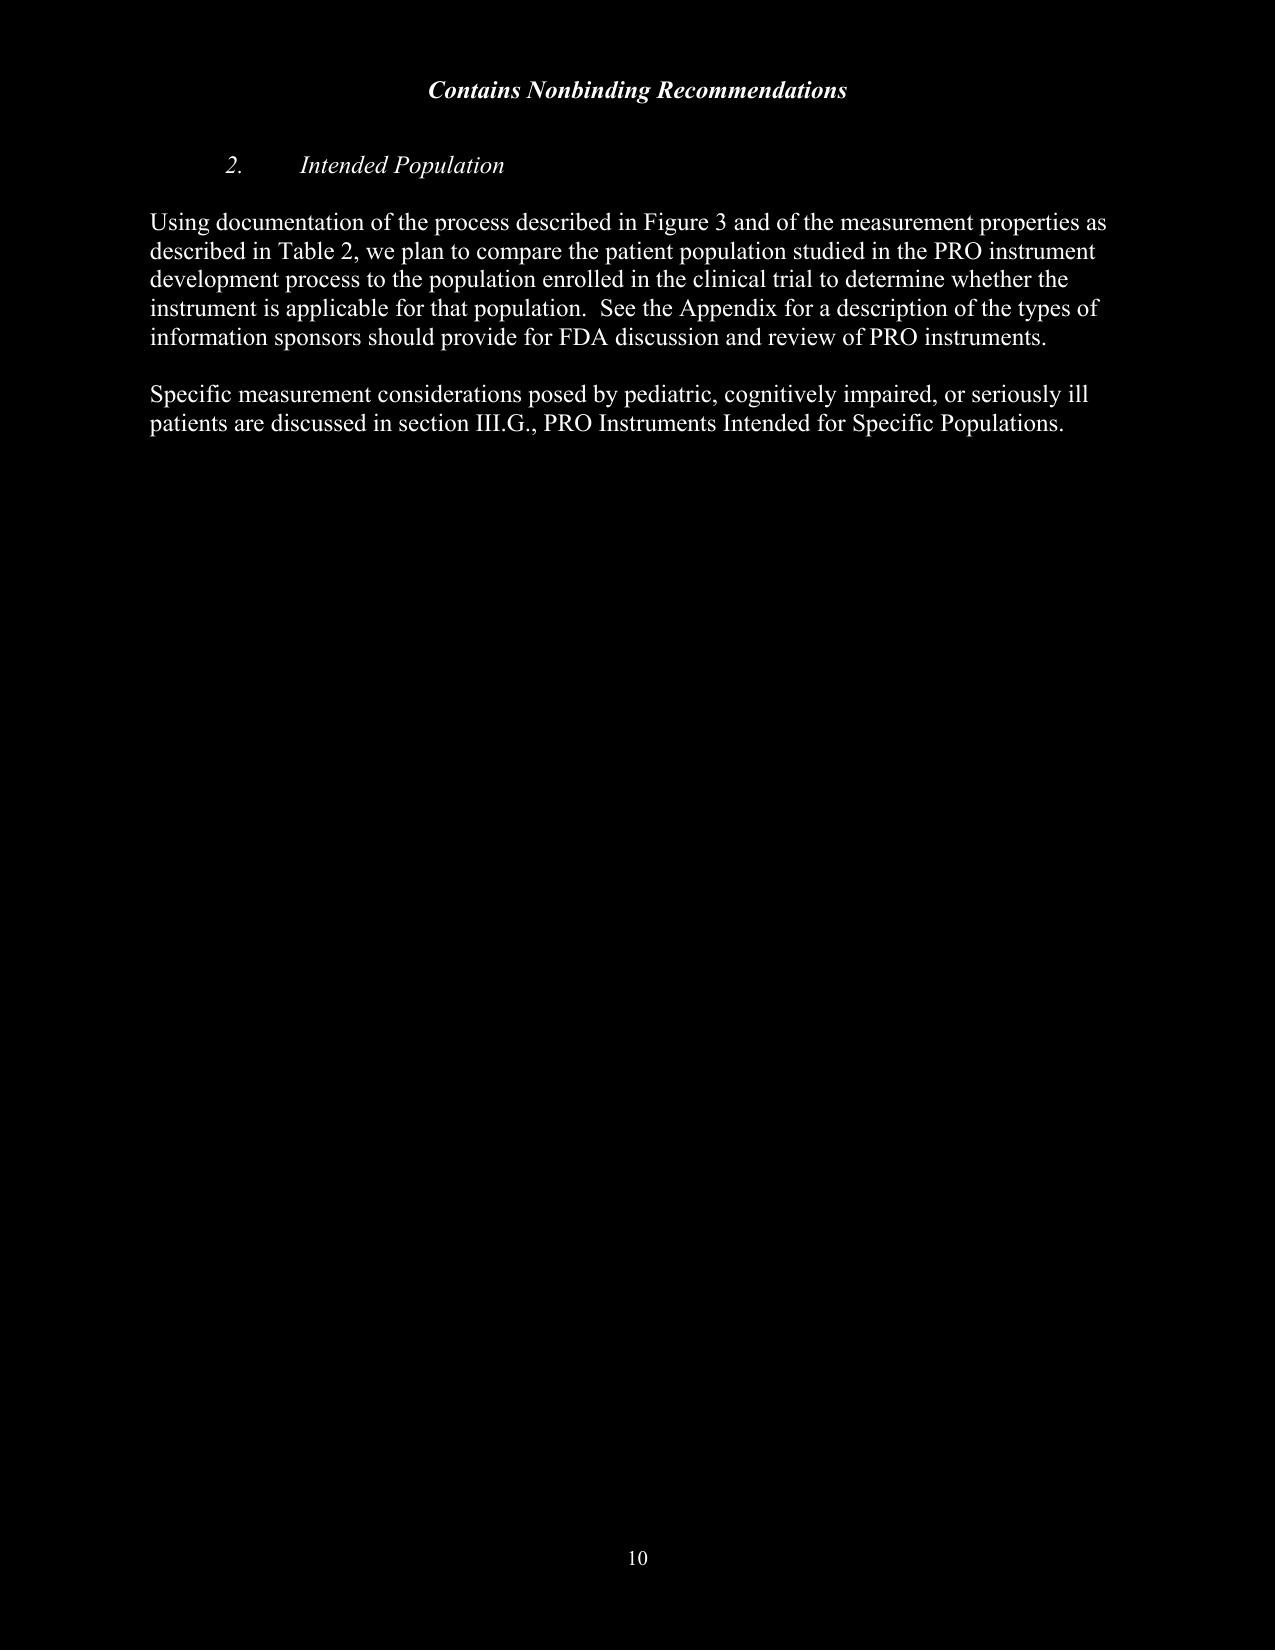 Contains Nonbinding Recommendations
2. Intended Population
Using documentation of the process described in Figure 3 and of the measurement properties as
described in Table 2, we plan to compare the patient population studied in the PRO instrument
development process to the population enrolled in the clinical trial to determine whether the
instrument is applicable for that population.  See the Appendix for a description of the types of
information sponsors should provide for FDA discussion and review of PRO instruments.
Specific measurement considerations posed by pediatric, cognitively impaired, or seriously ill
patients are discussed in section III.G., PRO Instruments Intended for Specific Populations.
10